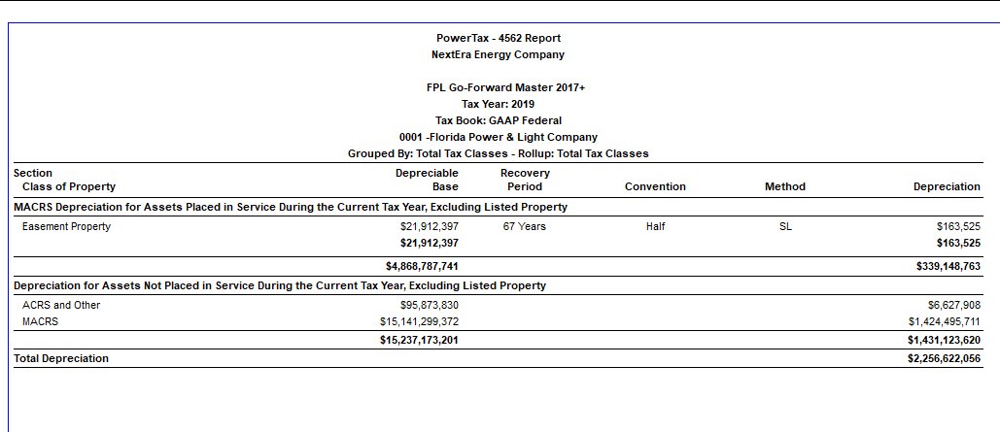 PowerTax - 4562 Report
NextEra Energy Company
FPL Go-Forward Master 2017+
Tax Year: 2019
Tax Book: GAAP Federal
0001 -Florida Power & Light Company
Grouped By: Total Tax Classes - Rollup: Total Tax Classes
Section Depreciable Recovery
Class of Property Base Period Convention Method Depreciation
MACRS Depreciation for Assets Placed in Service During the Current Tax Year, Excluding Listed Property
Easement Property $21,912,397 67 Years Half SL $163,525
$21,912,397 $163,525
$4,868,787,741 $339,148,763
Depreciation for Assets Not Placed in Service During the Current Tax Year, Excluding Listed Property
ACRS and Other $95,873,830 $6,627,908
MACRS $15,141,299,372 $1,424,495,711
$15,237,173,201 $1,431,123,620
Total Depreciation $2,256,622,056